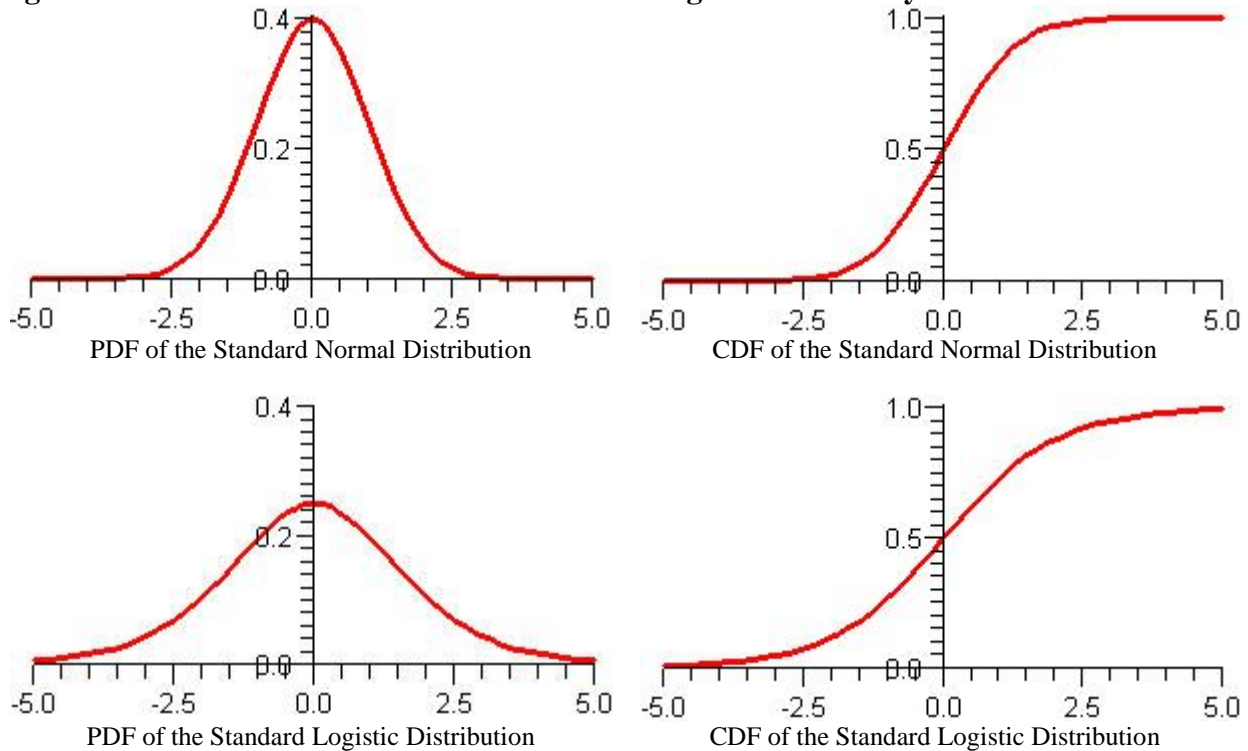 0.4
0.2
0.0
-5.0 -2.5 0.0 2.5 5.0
PDF of the Standard Normal Distribution
1.0
0.5
0.0
-5.0 -2.5 0.0 2.5 5.0
CDF of the Standard Normal Distribution
0.4
0.2
0.0
-5.0 -2.5 0.0 2.5 5.0
PDF of the Standard Logistic Distribution
1.0
0.5
0.0
-5.0 -2.5 0.0 2.5 5.0
CDF of the Standard Logistic Distribution